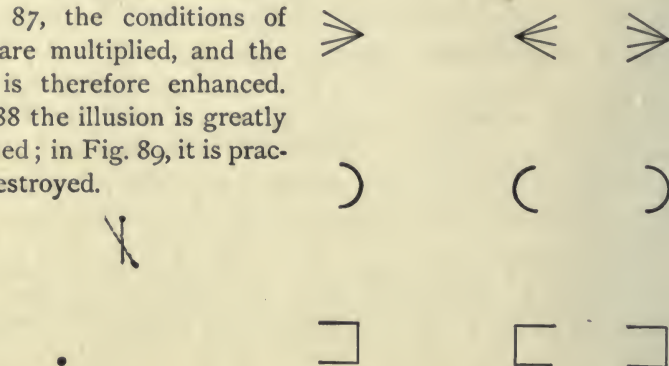 87, the conditions of
are multiplied, and the
is therefore enhanced.
88 the illusion is greatly
ed; in Fig. 89, it is prac-
estroyed.